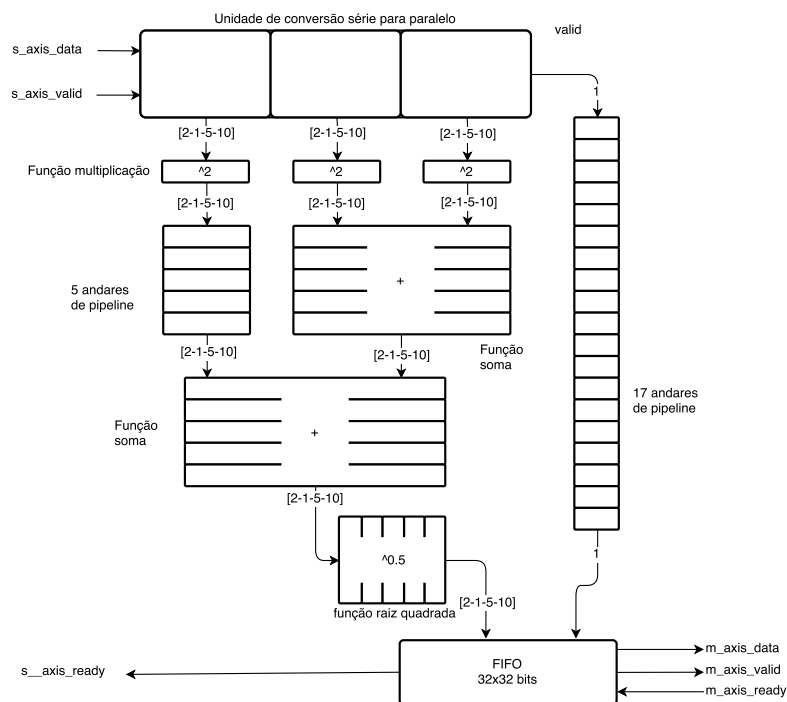 Unidade de conversão série para paralelo
valid
s_axis_data
s_axis_valid
1
[2-1-5-10]
[2-1-5-10]
[2-1-5-10]
Função multiplicação
^2
^2
^2
[2-1-5-10]
[2-1-5-10]
[2-1-5-10]
5 andares
de pipeline
+
[2-1-5-10]
[2-1-5-10]
Função
soma
17 andares
de pipeline
Função
soma
+
[2-1-5-10]
^0.5
1
[2-1-5-10]
função raiz quadrada
s__axis_ready
FIFO
32x32 bits
m_axis_data
m_axis_valid
m_axis_ready